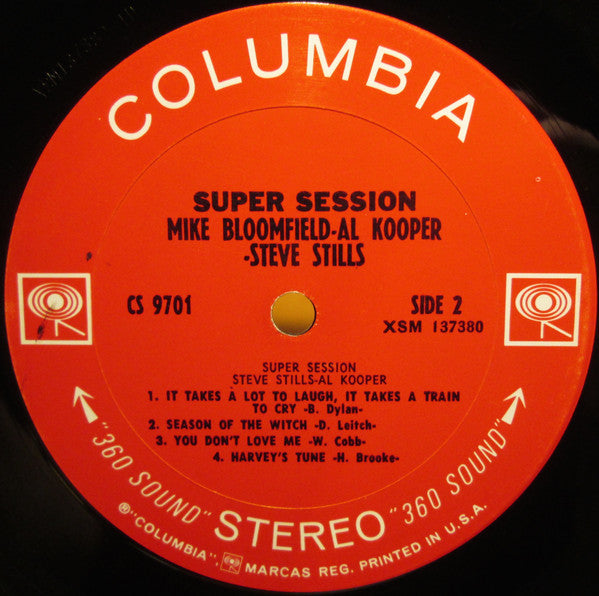 COLUMBIA
SUPER SESSION
MIKE BLOOMFIELD-AL KOOPER
-STEVE STILLS
CS 9701
SIDE 2
XSM 137380
SUPER SESSION
STEVE STILLS-AL KOOPER
1. IT TAKES A LOT TO LAUGH, IT TAKES A TRAIN
TO CRY -B. Dylan-
2. SEASON OF THE WITCH -D. Leitch-
3. YOU DON'T LOVE ME -W. Cobb-
4. HARVEY'S TUNE -H. Brooke-
"360 SOUND" STEREO "360 SOUND"
®"COLUMBIA", MARCAS REG. PRINTED IN U.S.A.